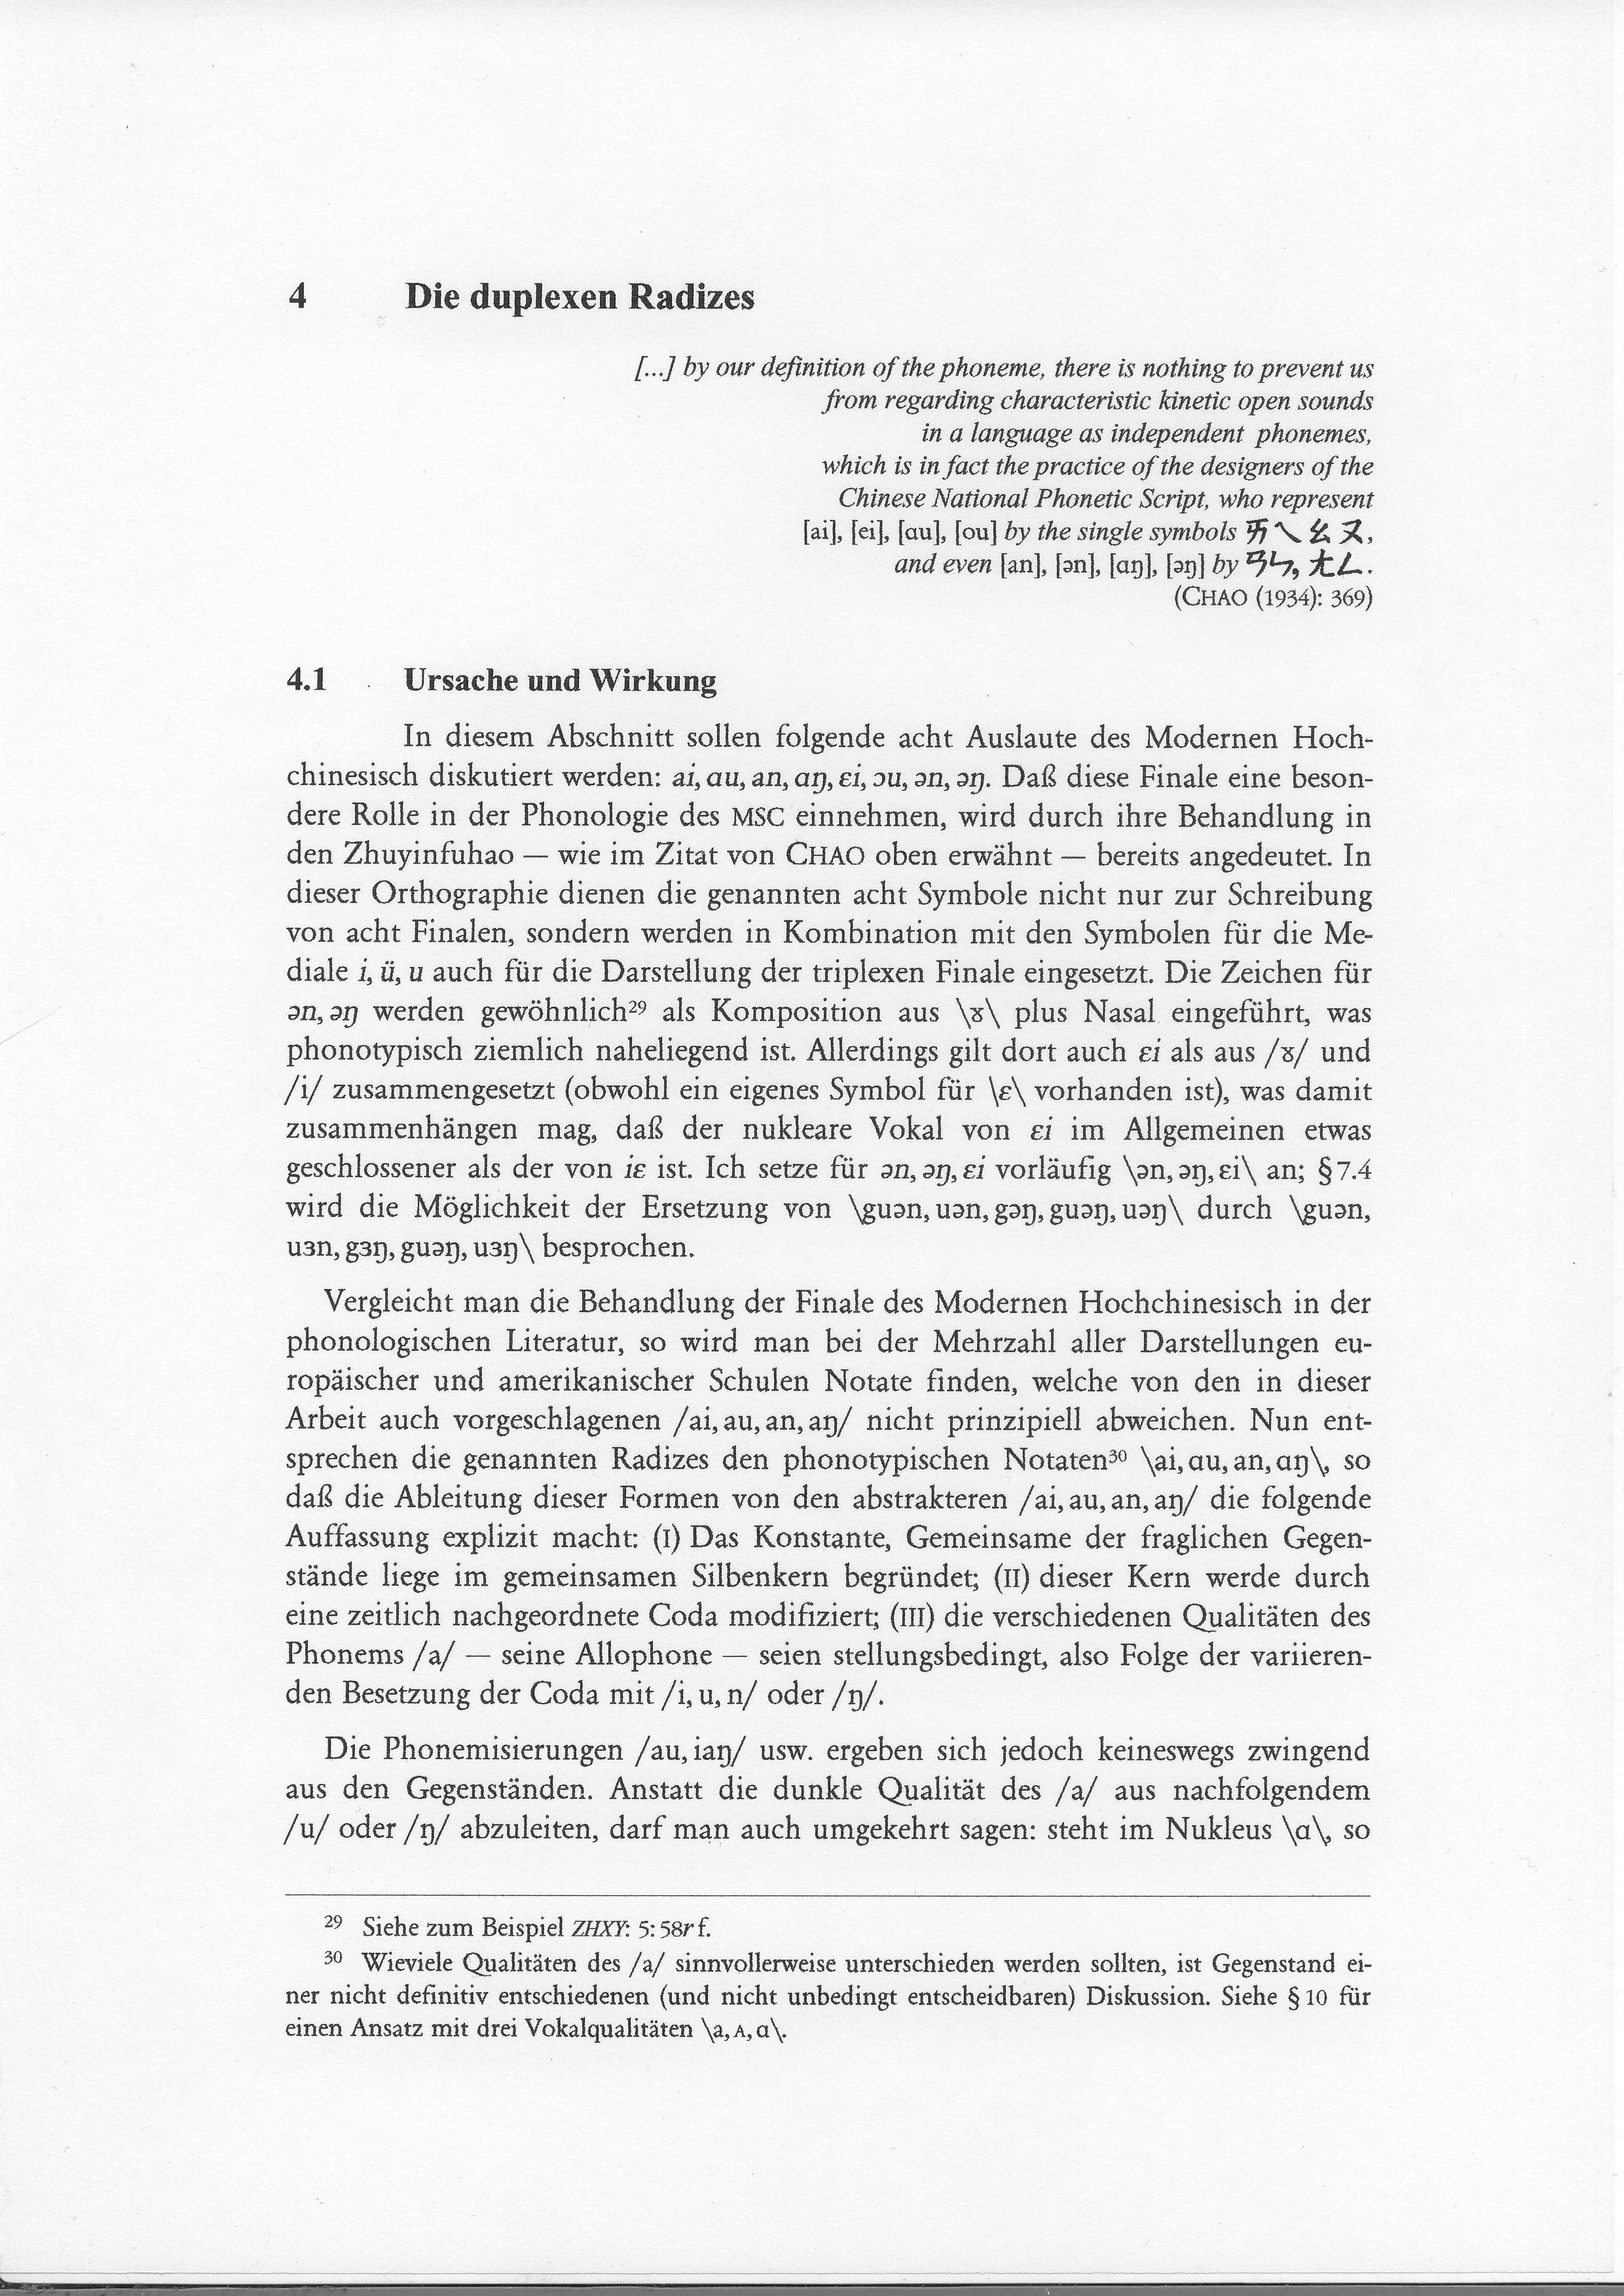 4 Die duplexen Radizes
[...] by our definition of the phoneme, there is nothing to prevent us
from regarding characteristic kinetic open sounds
in a language as independent phonemes,
which is in fact the practice of the designers of the
Chinese National Phonetic Script, who represent
[ai], [ei], [ɑu], [ou] by the single symbols ㄞㄟㄠㄡ,
and even [an], [ən], [ɑŋ], [əŋ] by ㄢㄣ, ㄤㄥ.
(CHAO (1934): 369)
4.1 Ursache und Wirkung
In diesem Abschnitt sollen folgende acht Auslaute des Modernen Hoch-
chinesisch diskutiert werden: ai, ɑu, an, ɑŋ, ɛi, ɔu, ən, əŋ. Daß diese Finale eine beson-
dere Rolle in der Phonologie des MSC einnehmen, wird durch ihre Behandlung in
den Zhuyinfuhao — wie im Zitat von CHAO oben erwähnt — bereits angedeutet. In
dieser Orthographie dienen die genannten acht Symbole nicht nur zur Schreibung
von acht Finalen, sondern werden in Kombination mit den Symbolen für die Me-
diale i, ü, u auch für die Darstellung der triplexen Finale eingesetzt. Die Zeichen für
ən, əŋ werden gewöhnlich²⁹ als Komposition aus \ɤ\ plus Nasal eingeführt, was
phonotypisch ziemlich naheliegend ist. Allerdings gilt dort auch ɛi als aus /ɤ/ und
/i/ zusammengesetzt (obwohl ein eigenes Symbol für \ɛ\ vorhanden ist), was damit
zusammenhängen mag, daß der nukleare Vokal von ɛi im Allgemeinen etwas
geschlossener als der von iɛ ist. Ich setze für ən, əŋ, ɛi vorläufig \ən, əŋ, ɛi\ an; § 7.4
wird die Möglichkeit der Ersetzung von \guən, uən, gəŋ, guəŋ, uəŋ\ durch \guən,
uɜn, gɜŋ, guəŋ, uɜŋ\ besprochen.
Vergleicht man die Behandlung der Finale des Modernen Hochchinesisch in der
phonologischen Literatur, so wird man bei der Mehrzahl aller Darstellungen eu-
ropäischer und amerikanischer Schulen Notate finden, welche von den in dieser
Arbeit auch vorgeschlagenen /ai, au, an, aŋ/ nicht prinzipiell abweichen. Nun ent-
sprechen die genannten Radizes den phonotypischen Notaten³⁰ \ai, ɑu, an, ɑŋ\, so
daß die Ableitung dieser Formen von den abstrakteren /ai, au, an, aŋ/ die folgende
Auffassung explizit macht: (I) Das Konstante, Gemeinsame der fraglichen Gegen-
stände liege im gemeinsamen Silbenkern begründet; (II) dieser Kern werde durch
eine zeitlich nachgeordnete Coda modifiziert; (III) die verschiedenen Qualitäten des
Phonems /a/ — seine Allophone — seien stellungsbedingt, also Folge der variieren-
den Besetzung der Coda mit /i, u, n/ oder /ŋ/.
Die Phonemisierungen /au, iaŋ/ usw. ergeben sich jedoch keineswegs zwingend
aus den Gegenständen. Anstatt die dunkle Qualität des /a/ aus nachfolgendem
/u/ oder /ŋ/ abzuleiten, darf man auch umgekehrt sagen: steht im Nukleus \ɑ\, so
²⁹ Siehe zum Beispiel ZHXY: 5: 58r f.
³⁰ Wieviele Qualitäten des /a/ sinnvollerweise unterschieden werden sollten, ist Gegenstand ei-
ner nicht definitiv entschiedenen (und nicht unbedingt entscheidbaren) Diskussion. Siehe § 10 für
einen Ansatz mit drei Vokalqualitäten \a, ᴀ, ɑ\.